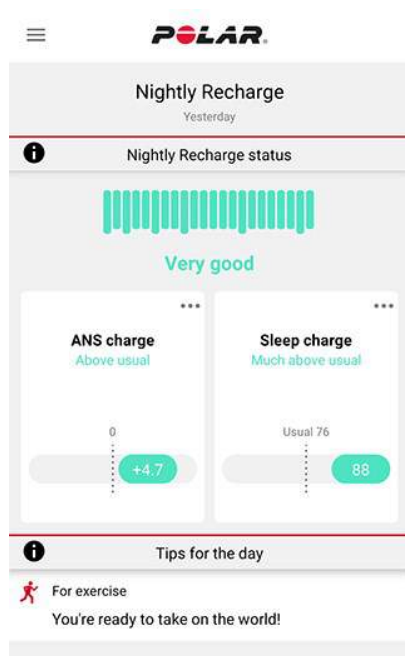 POLAR.
Nightly Recharge
Yesterday
Nightly Recharge status
Very good
ANS charge
Above usual
0
+4.7
Sleep charge
Much above usual
Usual 76
88
Tips for the day
For exercise
You're ready to take on the world!